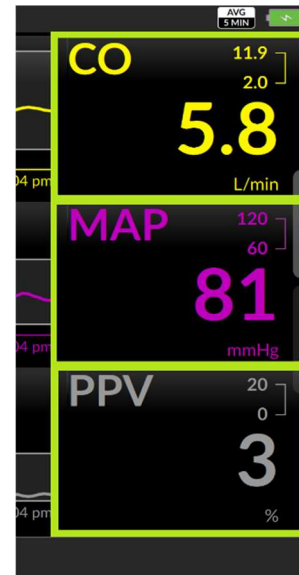 AVG
5 MIN
CO
11.9
2.0
5.8
04 pm
L/min
MAP
120
60
81
04 pm
mmHg
PPV
20
0
3
04 pm
%